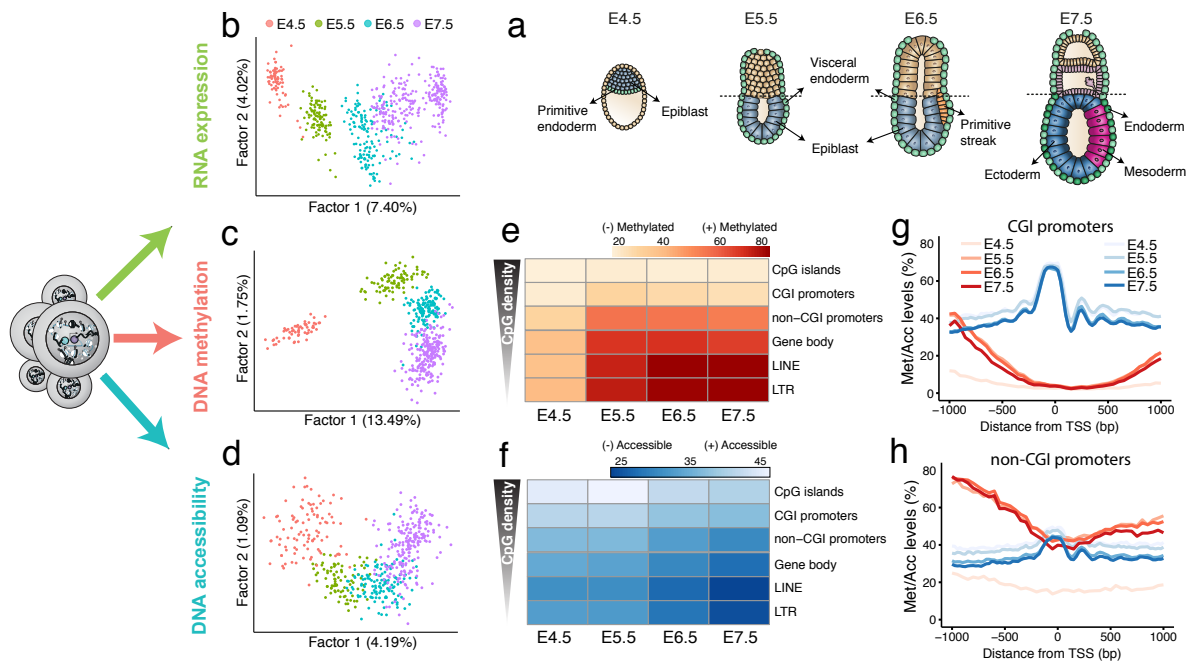 RNA expression
DNA methylation
DNA accessibility
b
E4.5 E5.5 E6.5 E7.5
Factor 2 (4.02%)
Factor 1 (7.40%)
c
Factor 2 (1.75%)
Factor 1 (13.49%)
d
Factor 2 (1.09%)
Factor 1 (4.19%)
a
E4.5 E5.5 E6.5 E7.5
Primitive
endoderm
Epiblast
Visceral
endoderm
Epiblast
Primitive
streak
Endoderm
Ectoderm
Mesoderm
e
(-) Methylated (+) Methylated
20 40 60 80
CpG density
CpG islands
CGI promoters
non−CGI promoters
Gene body
LINE
LTR
E4.5 E5.5 E6.5 E7.5
f
(-) Accessible (+) Accessible
25 35 45
CpG density
CpG islands
CGI promoters
non−CGI promoters
Gene body
LINE
LTR
E4.5 E5.5 E6.5 E7.5
g
CGI promoters
E4.5 E4.5
E5.5 E5.5
E6.5 E6.5
E7.5 E7.5
Met/Acc levels (%)
80
60
40
20
0
−1000 −500 0 500 1000
Distance from TSS (bp)
h
non-CGI promoters
Met/Acc levels (%)
80
60
40
20
0
−1000 −500 0 500 1000
Distance from TSS (bp)